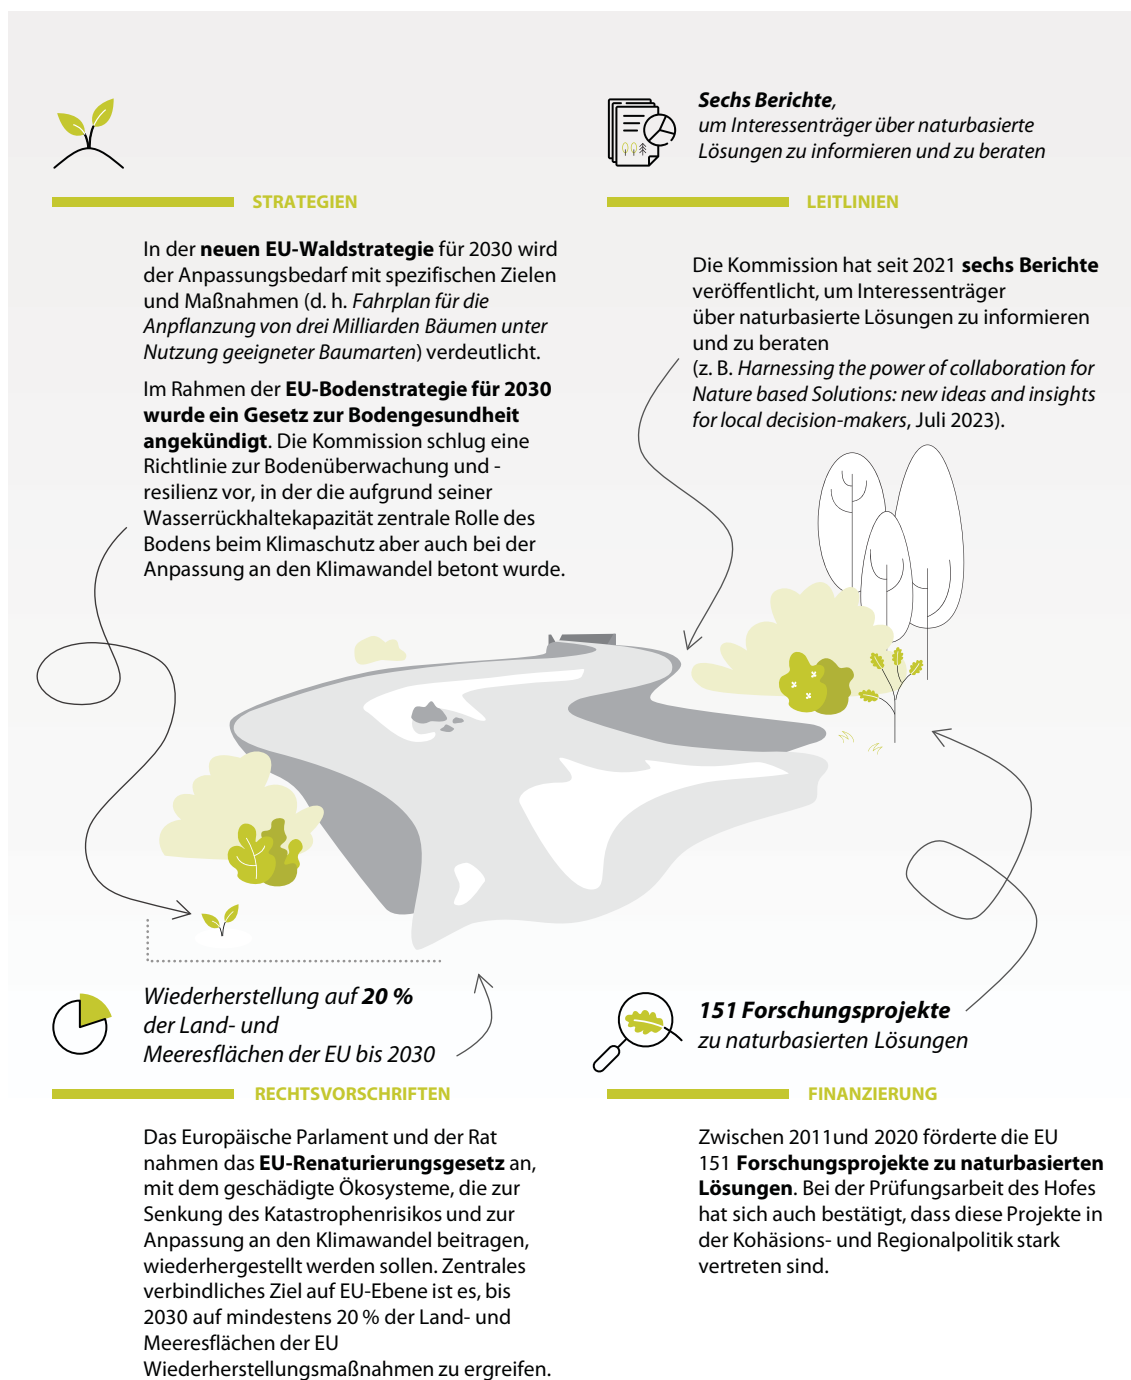 STRATEGIEN
In der neuen EU-Waldstrategie für 2030 wird
der Anpassungsbedarf mit spezifischen Zielen
und Maßnahmen (d. h. Fahrplan für die
Anpflanzung von drei Milliarden Bäumen unter
Nutzung geeigneter Baumarten) verdeutlicht.
Im Rahmen der EU-Bodenstrategie für 2030
wurde ein Gesetz zur Bodengesundheit
angekündigt. Die Kommission schlug eine
Richtlinie zur Bodenüberwachung und -
resilienz vor, in der die aufgrund seiner
Wasserrückhaltekapazität zentrale Rolle des
Bodens beim Klimaschutz aber auch bei der
Anpassung an den Klimawandel betont wurde.
Sechs Berichte,
um Interessenträger über naturbasierte
Lösungen zu informieren und zu beraten
LEITLINIEN
Die Kommission hat seit 2021 sechs Berichte
veröffentlicht, um Interessenträger
über naturbasierte Lösungen zu informieren
und zu beraten
(z. B. Harnessing the power of collaboration for
Nature based Solutions: new ideas and insights
for local decision-makers, Juli 2023).
Wiederherstellung auf 20 %
der Land- und
Meeresflächen der EU bis 2030
RECHTSVORSCHRIFTEN
Das Europäische Parlament und der Rat
nahmen das EU-Renaturierungsgesetz an,
mit dem geschädigte Ökosysteme, die zur
Senkung des Katastrophenrisikos und zur
Anpassung an den Klimawandel beitragen,
wiederhergestellt werden sollen. Zentrales
verbindliches Ziel auf EU-Ebene ist es, bis
2030 auf mindestens 20 % der Land- und
Meeresflächen der EU
Wiederherstellungsmaßnahmen zu ergreifen.
151 Forschungsprojekte
zu naturbasierten Lösungen
FINANZIERUNG
Zwischen 2011und 2020 förderte die EU
151 Forschungsprojekte zu naturbasierten
Lösungen. Bei der Prüfungsarbeit des Hofes
hat sich auch bestätigt, dass diese Projekte in
der Kohäsions- und Regionalpolitik stark
vertreten sind.